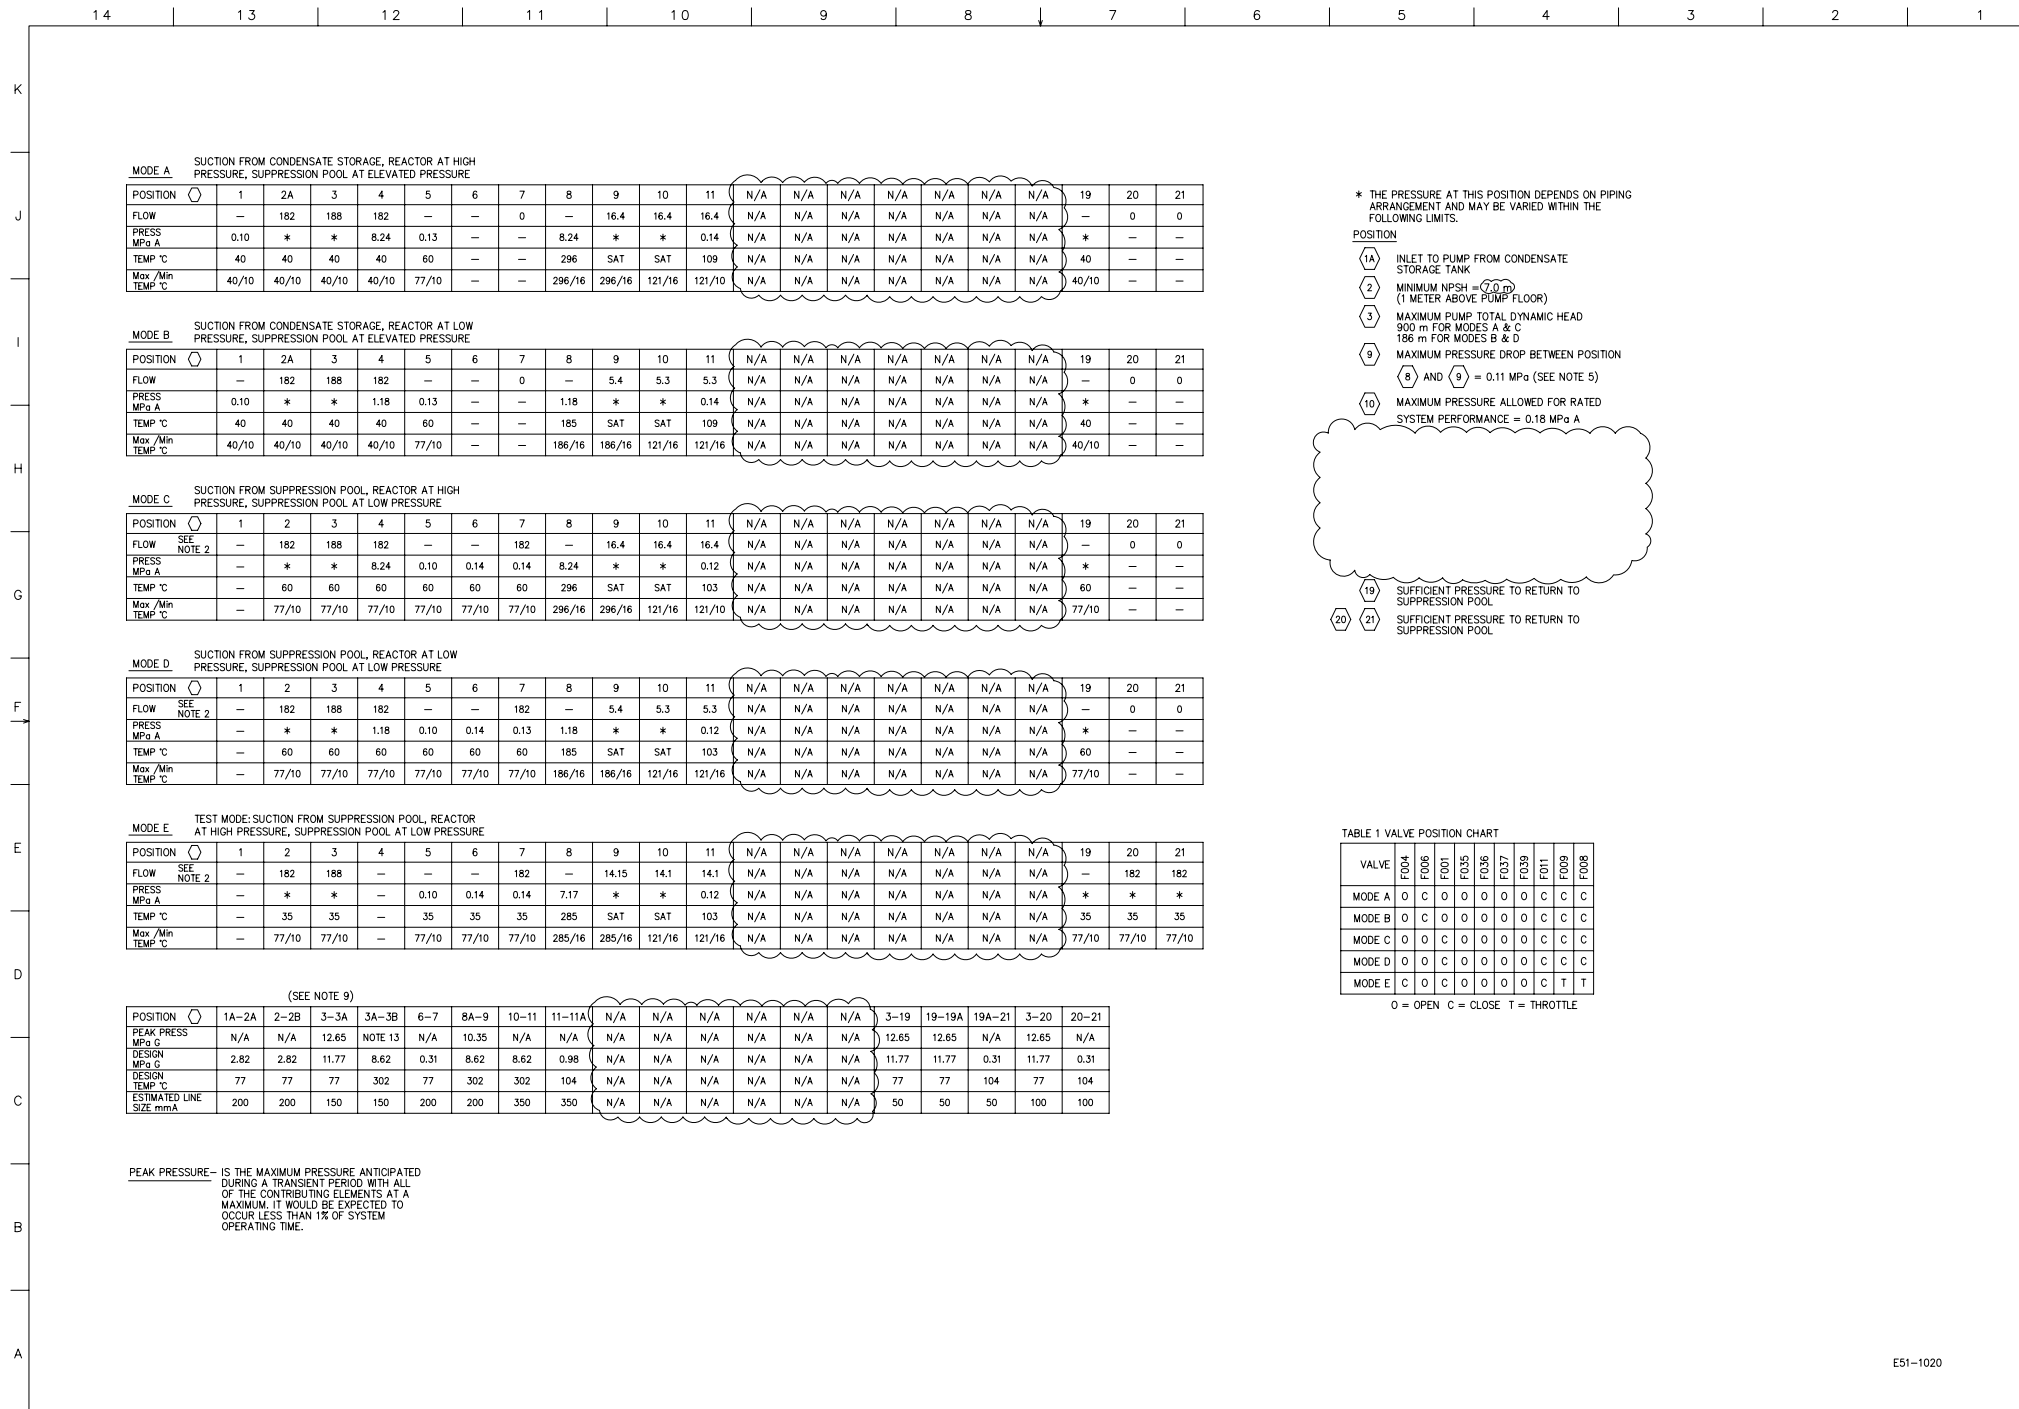 14 13 12 11 10 9 8 7 6 5 4 3 2 1
K
J
I
H
G
F
E
D
C
B
A
MODE A SUCTION FROM CONDENSATE STORAGE, REACTOR AT HIGH
PRESSURE, SUPPRESSION POOL AT ELEVATED PRESSURE
POSITION 1 2A 3 4 5 6 7 8 9 10 11 N/A N/A N/A N/A N/A N/A N/A 19 20 21
FLOW — 182 188 182 — — 0 — 16.4 16.4 16.4 N/A N/A N/A N/A N/A N/A N/A — 0 0
PRESS MPa A 0.10 * * 8.24 0.13 — — 8.24 * * 0.14 N/A N/A N/A N/A N/A N/A N/A * — —
TEMP °C 40 40 40 40 60 — — 296 SAT SAT 109 N/A N/A N/A N/A N/A N/A N/A 40 — —
Max /Min TEMP °C 40/10 40/10 40/10 40/10 77/10 — — 296/16 296/16 121/16 121/10 N/A N/A N/A N/A N/A N/A N/A 40/10 — —
MODE B SUCTION FROM CONDENSATE STORAGE, REACTOR AT LOW
PRESSURE, SUPPRESSION POOL AT ELEVATED PRESSURE
POSITION 1 2A 3 4 5 6 7 8 9 10 11 N/A N/A N/A N/A N/A N/A N/A 19 20 21
FLOW — 182 188 182 — — 0 — 5.4 5.3 5.3 N/A N/A N/A N/A N/A N/A N/A — 0 0
PRESS MPa A 0.10 * * 1.18 0.13 — — 1.18 * * 0.14 N/A N/A N/A N/A N/A N/A N/A * — —
TEMP °C 40 40 40 40 60 — — 185 SAT SAT 109 N/A N/A N/A N/A N/A N/A N/A 40 — —
Max /Min TEMP °C 40/10 40/10 40/10 40/10 77/10 — — 186/16 186/16 121/16 121/16 N/A N/A N/A N/A N/A N/A N/A 40/10 — —
MODE C SUCTION FROM SUPPRESSION POOL, REACTOR AT HIGH
PRESSURE, SUPPRESSION POOL AT LOW PRESSURE
POSITION 1 2 3 4 5 6 7 8 9 10 11 N/A N/A N/A N/A N/A N/A N/A 19 20 21
FLOW SEE NOTE 2 — 182 188 182 — — 182 — 16.4 16.4 16.4 N/A N/A N/A N/A N/A N/A N/A — 0 0
PRESS MPa A — * * 8.24 0.10 0.14 0.14 8.24 * * 0.12 N/A N/A N/A N/A N/A N/A N/A * — —
TEMP °C — 60 60 60 60 60 60 296 SAT SAT 103 N/A N/A N/A N/A N/A N/A N/A 60 — —
Max /Min TEMP °C — 77/10 77/10 77/10 77/10 77/10 77/10 296/16 296/16 121/16 121/10 N/A N/A N/A N/A N/A N/A N/A 77/10 — —
MODE D SUCTION FROM SUPPRESSION POOL, REACTOR AT LOW
PRESSURE, SUPPRESSION POOL AT LOW PRESSURE
POSITION 1 2 3 4 5 6 7 8 9 10 11 N/A N/A N/A N/A N/A N/A N/A 19 20 21
FLOW SEE NOTE 2 — 182 188 182 — — 182 — 5.4 5.3 5.3 N/A N/A N/A N/A N/A N/A N/A — 0 0
PRESS MPa A — * * 1.18 0.10 0.14 0.13 1.18 * * 0.12 N/A N/A N/A N/A N/A N/A N/A * — —
TEMP °C — 60 60 60 60 60 60 185 SAT SAT 103 N/A N/A N/A N/A N/A N/A N/A 60 — —
Max /Min TEMP °C — 77/10 77/10 77/10 77/10 77/10 77/10 186/16 186/16 121/16 121/16 N/A N/A N/A N/A N/A N/A N/A 77/10 — —
MODE E TEST MODE: SUCTION FROM SUPPRESSION POOL, REACTOR
AT HIGH PRESSURE, SUPPRESSION POOL AT LOW PRESSURE
POSITION 1 2 3 4 5 6 7 8 9 10 11 N/A N/A N/A N/A N/A N/A N/A 19 20 21
FLOW SEE NOTE 2 — 182 188 — — — 182 — 14.15 14.1 14.1 N/A N/A N/A N/A N/A N/A N/A — 182 182
PRESS MPa A — * * — 0.10 0.14 0.14 7.17 * * 0.12 N/A N/A N/A N/A N/A N/A N/A * * *
TEMP °C — 35 35 — 35 35 35 285 SAT SAT 103 N/A N/A N/A N/A N/A N/A N/A 35 35 35
Max /Min TEMP °C — 77/10 77/10 — 77/10 77/10 77/10 285/16 285/16 121/16 121/16 N/A N/A N/A N/A N/A N/A N/A 77/10 77/10 77/10
(SEE NOTE 9)
POSITION 1A-2A 2-2B 3-3A 3A-3B 6-7 8A-9 10-11 11-11A N/A N/A N/A N/A N/A N/A 3-19 19-19A 19A-21 3-20 20-21
PEAK PRESS MPa G N/A N/A 12.65 NOTE 13 N/A 10.35 N/A N/A N/A N/A N/A N/A N/A N/A 12.65 12.65 N/A 12.65 N/A
DESIGN MPa G 2.82 2.82 11.77 8.62 0.31 8.62 8.62 0.98 N/A N/A N/A N/A N/A N/A 11.77 11.77 0.31 11.77 0.31
DESIGN TEMP °C 77 77 77 302 77 302 302 104 N/A N/A N/A N/A N/A N/A 77 77 104 77 104
ESTIMATED LINE SIZE mmA 200 200 150 150 200 200 350 350 N/A N/A N/A N/A N/A N/A 50 50 50 100 100
PEAK PRESSURE– IS THE MAXIMUM PRESSURE ANTICIPATED
DURING A TRANSIENT PERIOD WITH ALL
OF THE CONTRIBUTING ELEMENTS AT A
MAXIMUM. IT WOULD BE EXPECTED TO
OCCUR LESS THAN 1% OF SYSTEM
OPERATING TIME.
* THE PRESSURE AT THIS POSITION DEPENDS ON PIPING
ARRANGEMENT AND MAY BE VARIED WITHIN THE
FOLLOWING LIMITS.
POSITION
1A INLET TO PUMP FROM CONDENSATE
STORAGE TANK
2 MINIMUM NPSH = 7.0 m
(1 METER ABOVE PUMP FLOOR)
3 MAXIMUM PUMP TOTAL DYNAMIC HEAD
900 m FOR MODES A & C
186 m FOR MODES B & D
9 MAXIMUM PRESSURE DROP BETWEEN POSITION
8 AND 9 = 0.11 MPa (SEE NOTE 5)
10 MAXIMUM PRESSURE ALLOWED FOR RATED
SYSTEM PERFORMANCE = 0.18 MPa A
19 SUFFICIENT PRESSURE TO RETURN TO
SUPPRESSION POOL
20 21 SUFFICIENT PRESSURE TO RETURN TO
SUPPRESSION POOL
TABLE 1 VALVE POSITION CHART
VALVE F004 F006 F001 F035 F036 F037 F039 F011 F009 F008
MODE A O C O O O O O C C C
MODE B O C O O O O O C C C
MODE C O O C O O O O C C C
MODE D O O C O O O O C C C
MODE E C O C O O O O C T T
O = OPEN C = CLOSE T = THROTTLE
E51-1020